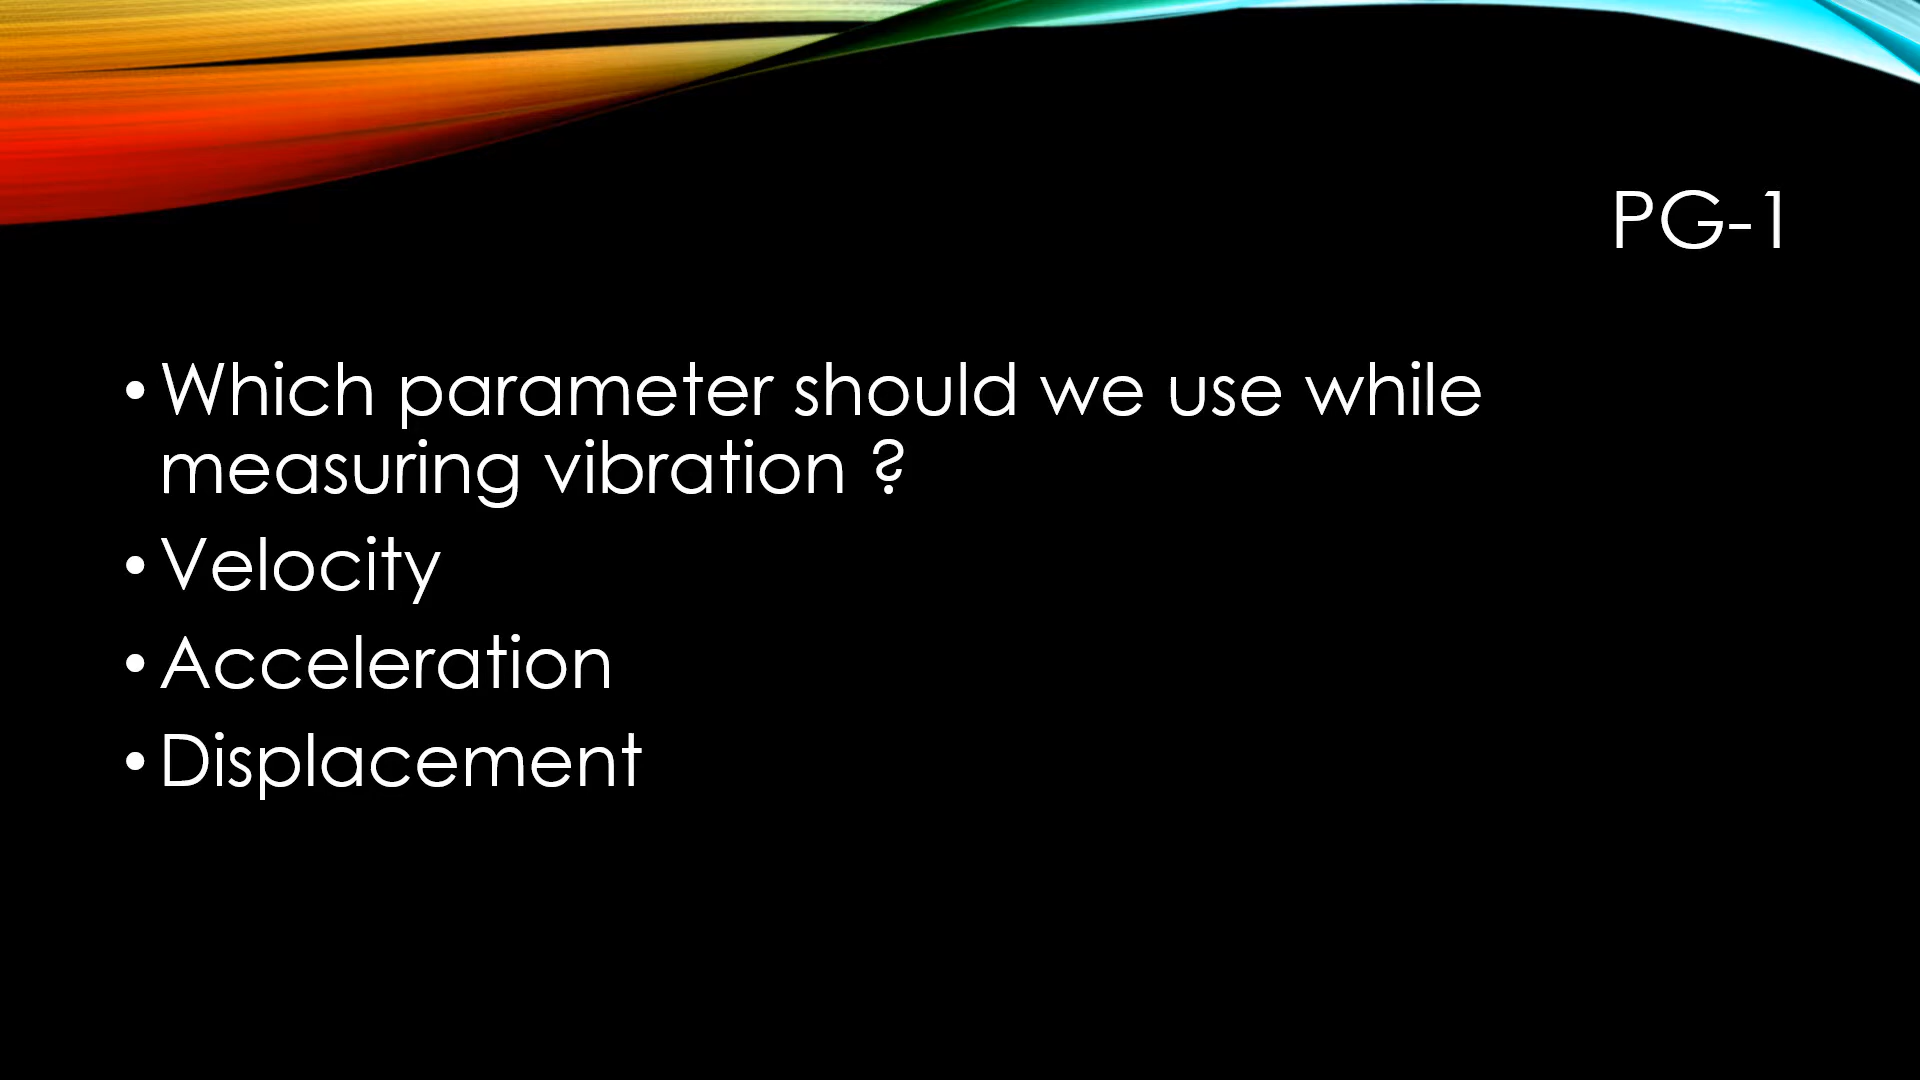 PG-1
• Which parameter should we use while
measuring vibration ?
• Velocity
• Acceleration
• Displacement